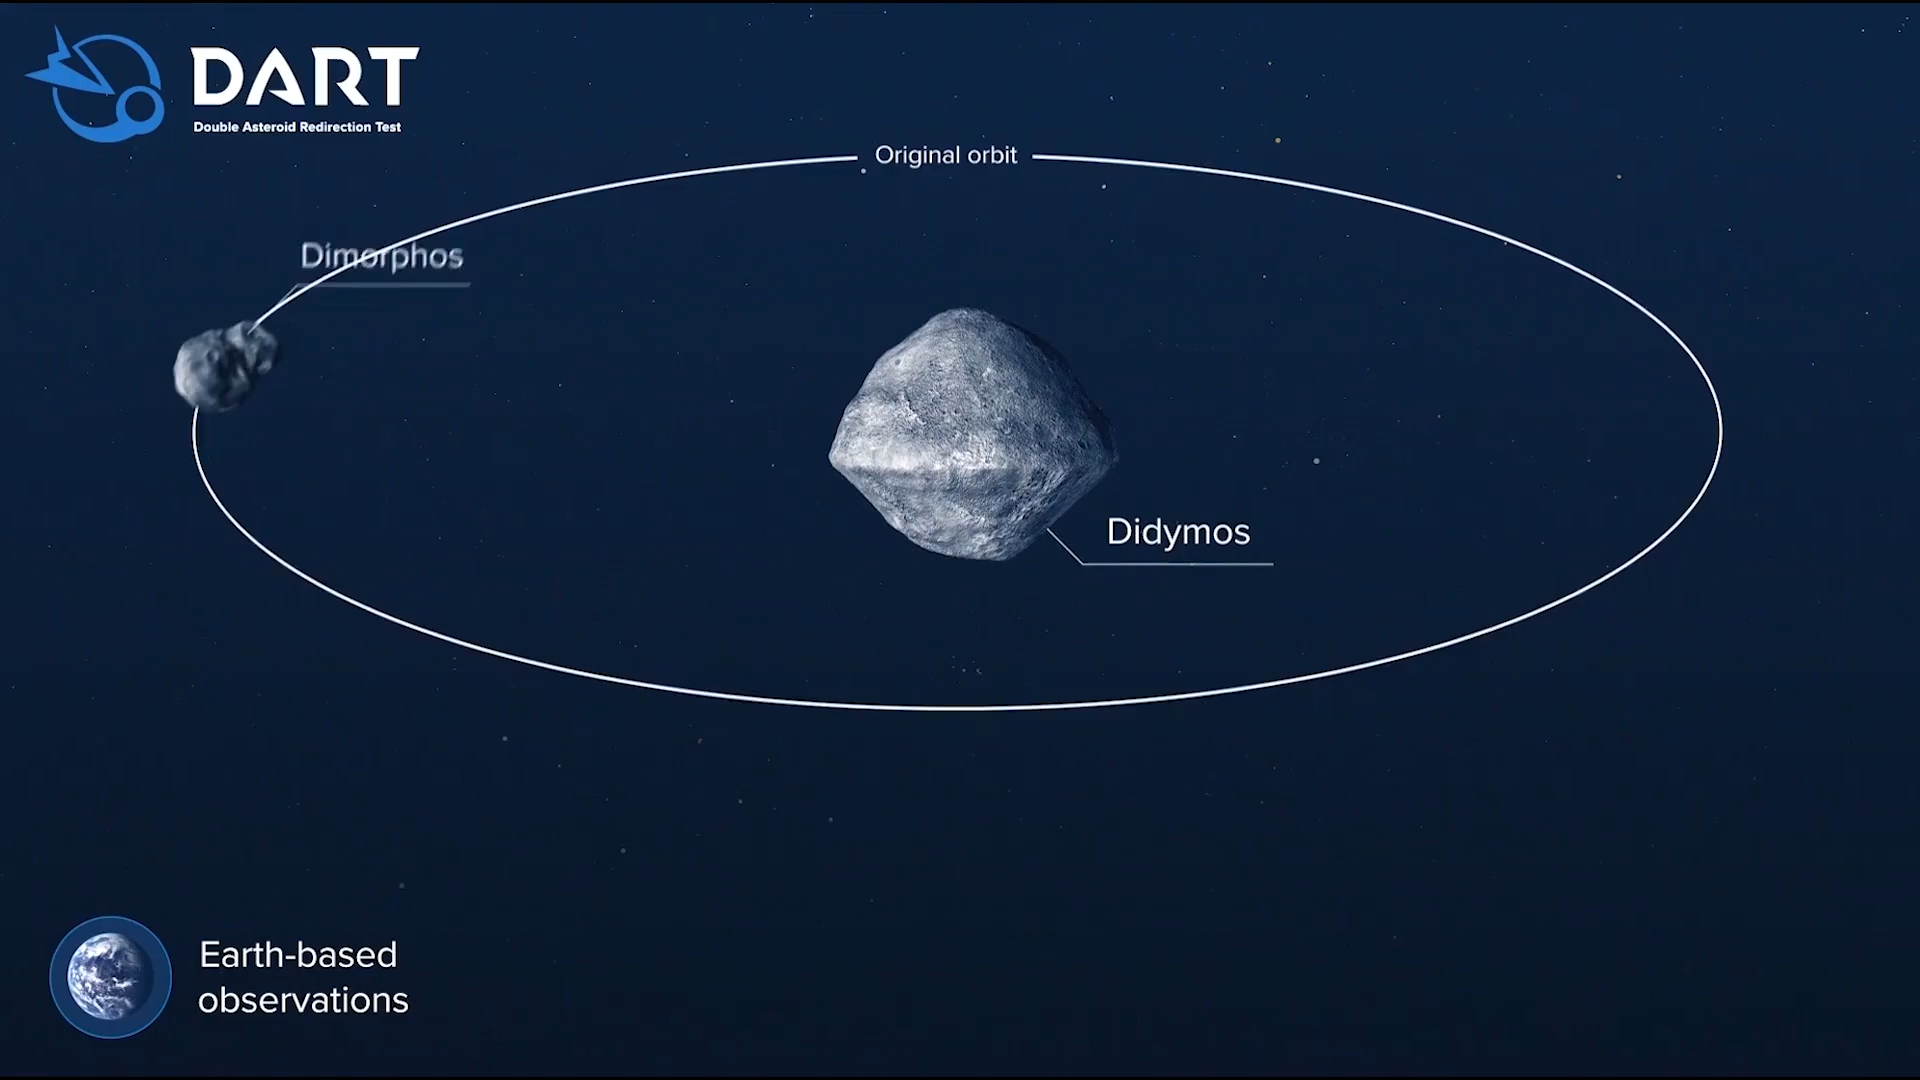 DART
Double Asteroid Redirection Test
Original orbit
Dimorphos
Didymos
Earth-based
observations